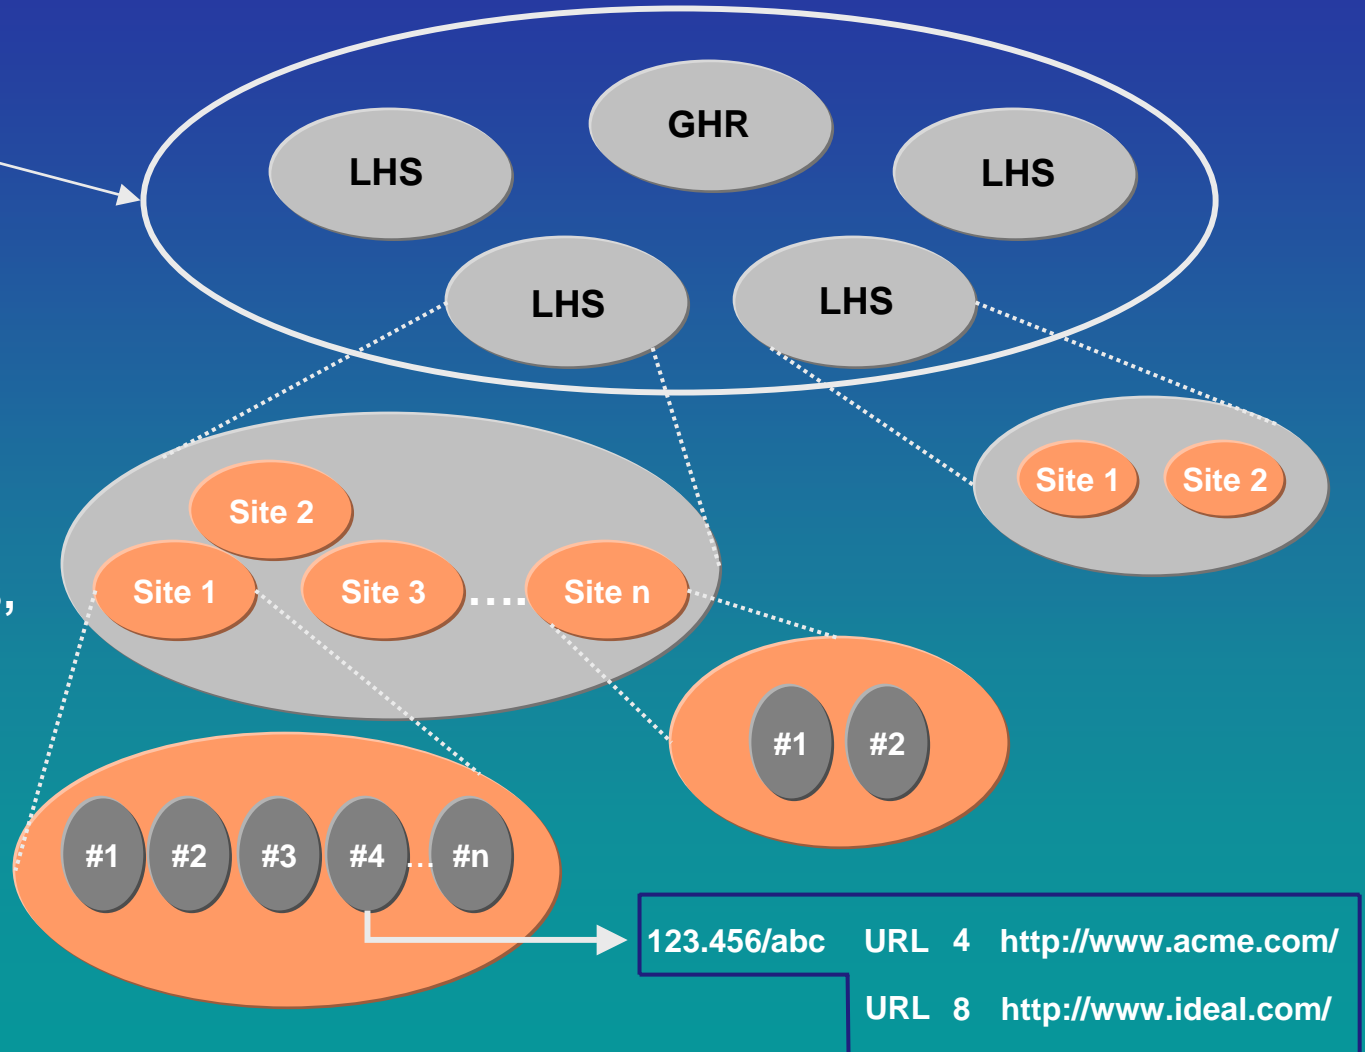 GHR
LHS
LHS
LHS
LHS
Site 1 Site 2
Site 2
Site 1 Site 3 .... Site n
,
#1 #2
#1 #2 #3 #4 ... #n
123.456/abc URL 4 http://www.acme.com/
URL 8 http://www.ideal.com/